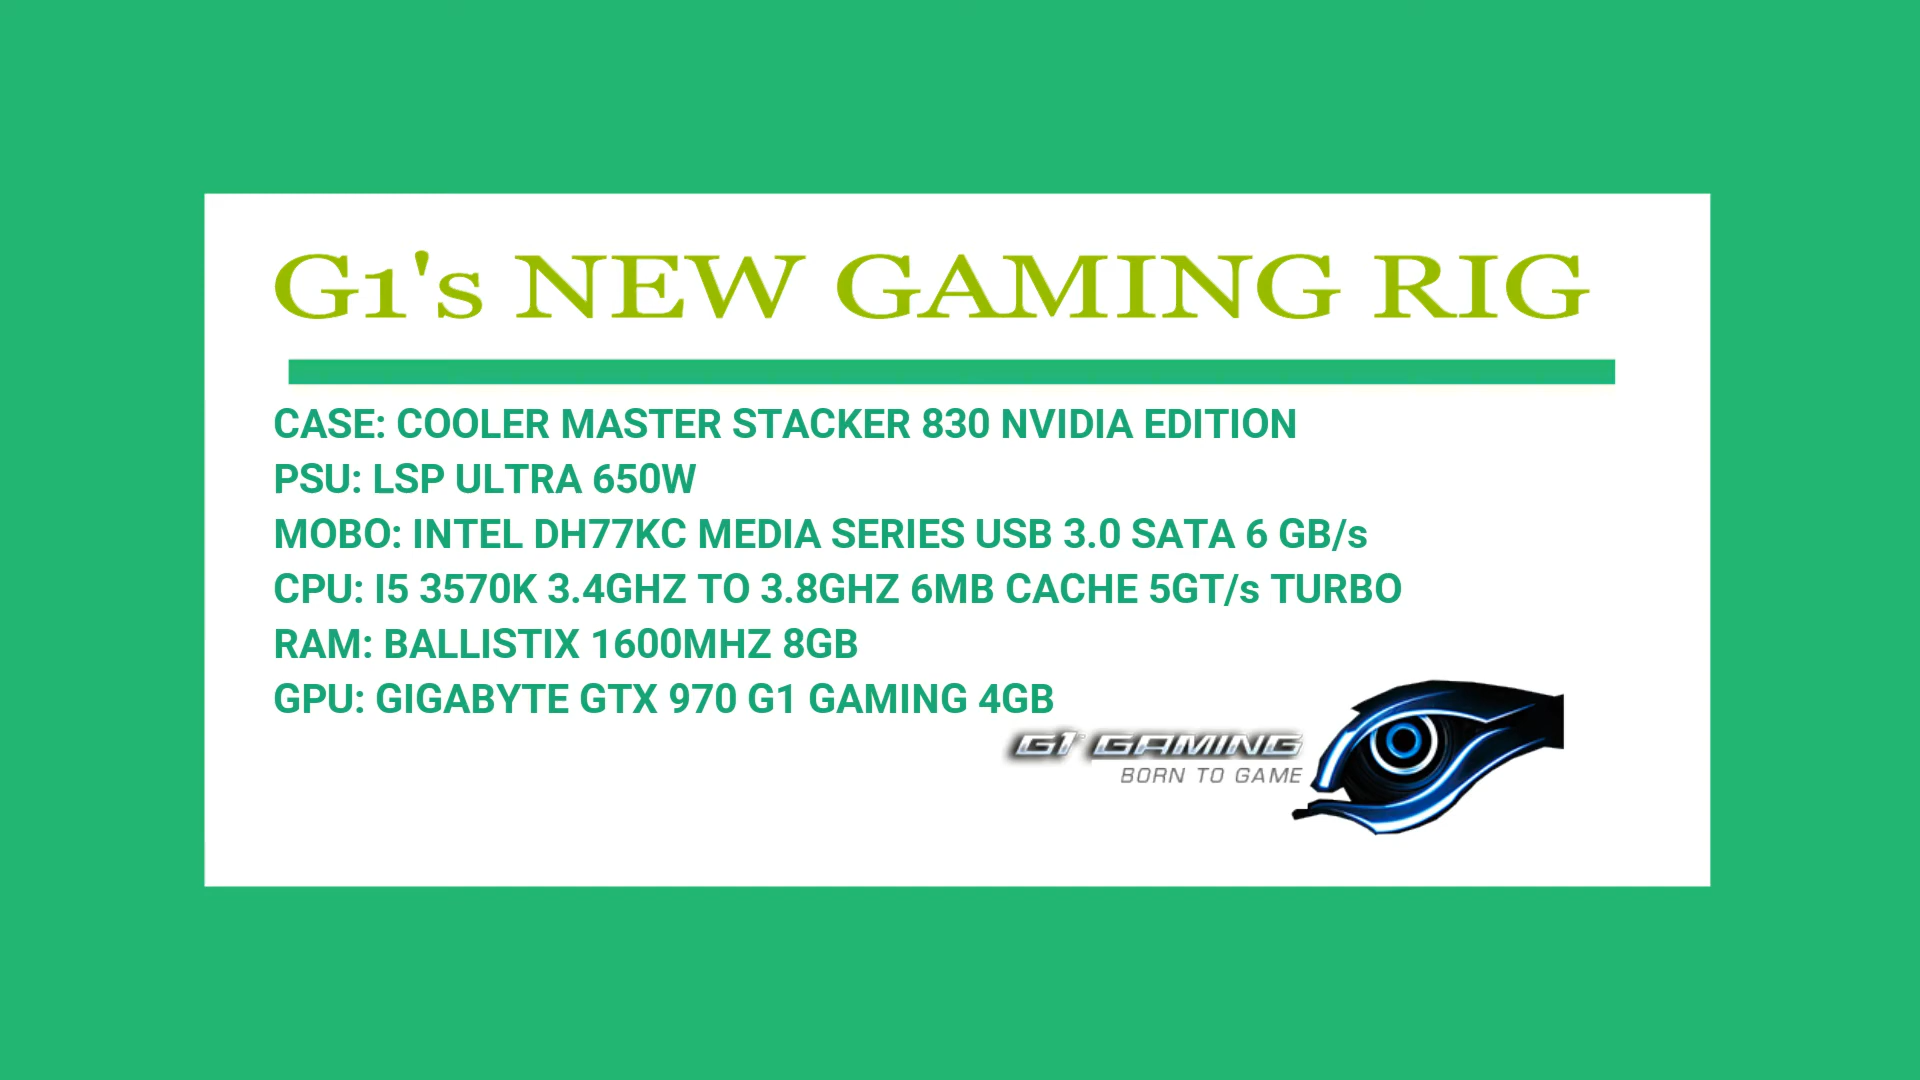 G1's NEW GAMING RIG
CASE: COOLER MASTER STACKER 830 NVIDIA EDITION
PSU: LSP ULTRA 650W
MOBO: INTEL DH77KC MEDIA SERIES USB 3.0 SATA 6 GB/s
CPU: I5 3570K 3.4GHZ TO 3.8GHZ 6MB CACHE 5GT/s TURBO
RAM: BALLISTIX 1600MHZ 8GB
GPU: GIGABYTE GTX 970 G1 GAMING 4GB
G1™ GAMING
BORN TO GAME